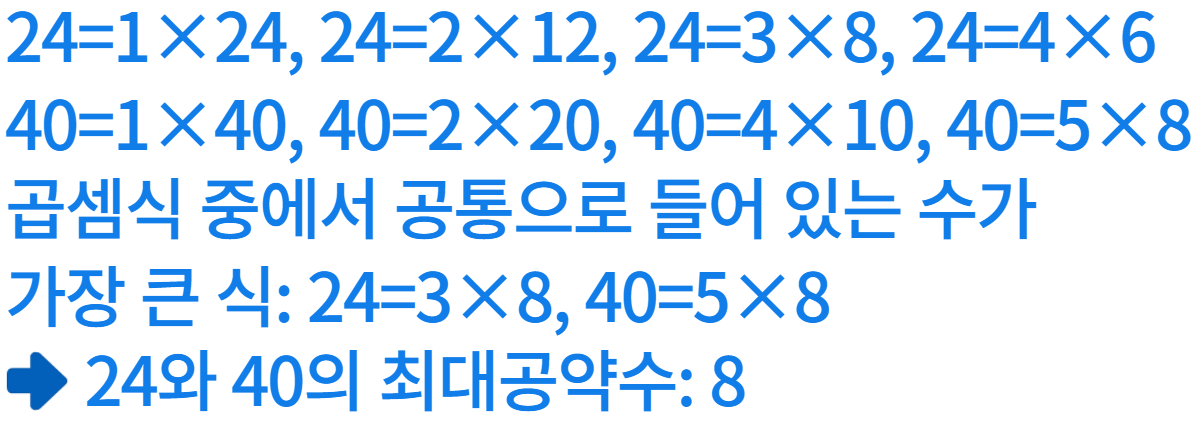 24=1×24, 24=2×12, 24=3×8, 24=4×6
40=1×40, 40=2×20, 40=4×10, 40=5×8
곱셈식 중에서 공통으로 들어 있는 수가
가장 큰 식: 24=3×8, 40=5×8
➡ 24와 40의 최대공약수: 8